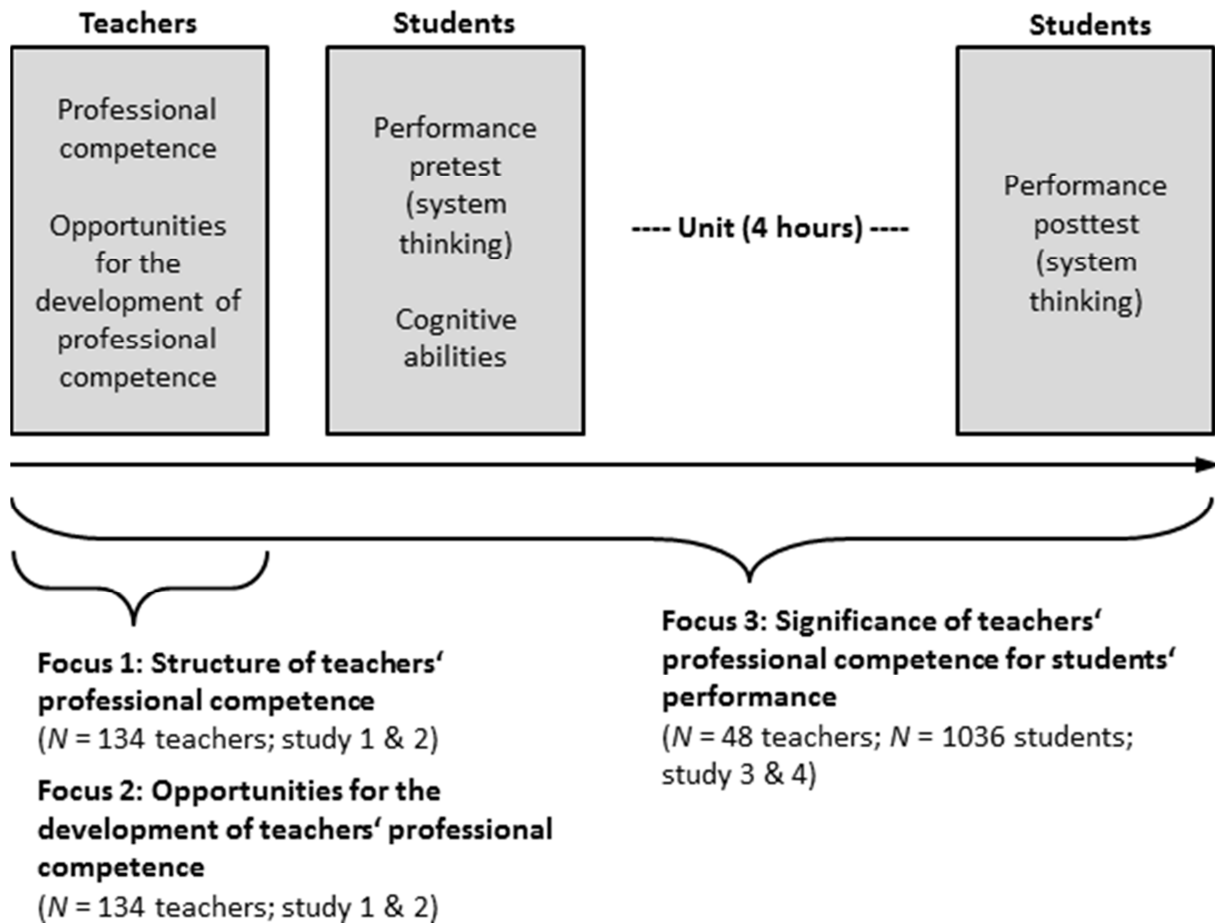 Teachers
Students
Students
Professional
competence
Opportunities
for the
development of
professional
competence
Performance
pretest
(system
thinking)
Cognitive
abilities
---- Unit (4 hours) ----
Performance
posttest
(system
thinking)
Focus 1: Structure of teachers‘
professional competence
(N = 134 teachers; study 1 & 2)
Focus 2: Opportunities for the
development of teachers‘ professional
competence
(N = 134 teachers; study 1 & 2)
Focus 3: Significance of teachers‘
professional competence for students‘
performance
(N = 48 teachers; N = 1036 students;
study 3 & 4)